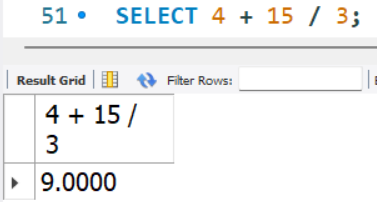 51 SELECT 4 + 15 / 3;
Result Grid Filter Rows:
4 + 15 /
3
9.0000